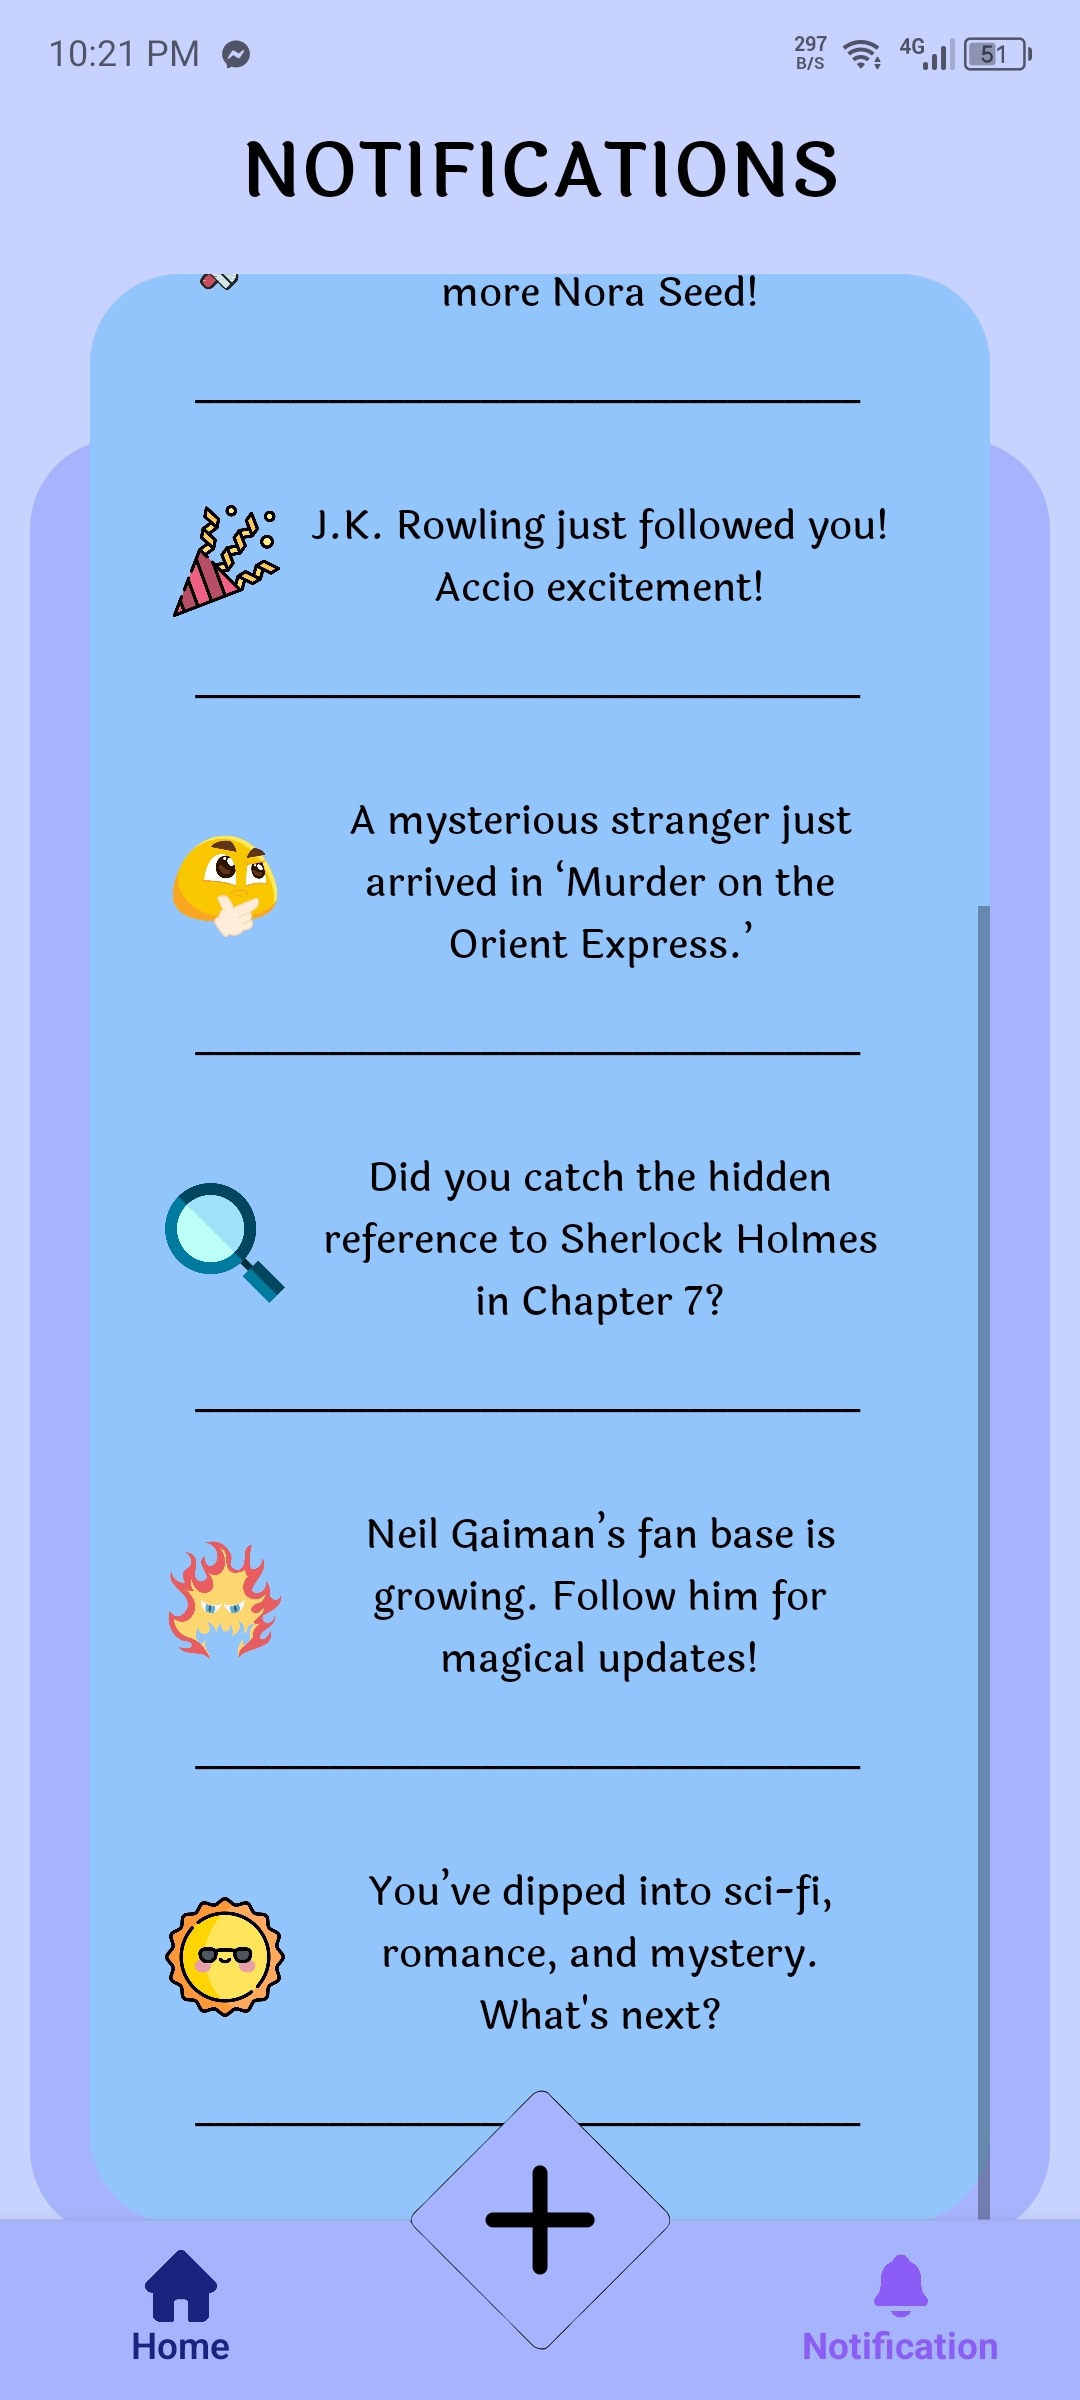 10:21 PM
297
B/S
4G
51
NOTIFICATIONS
more Nora Seed!
J.K. Rowling just followed you!
Accio excitement!
A mysterious stranger just
arrived in ‘Murder on the
Orient Express.’
Did you catch the hidden
reference to Sherlock Holmes
in Chapter 7?
Neil Gaiman’s fan base is
growing. Follow him for
magical updates!
You’ve dipped into sci-fi,
romance, and mystery.
What's next?
Home
Notification